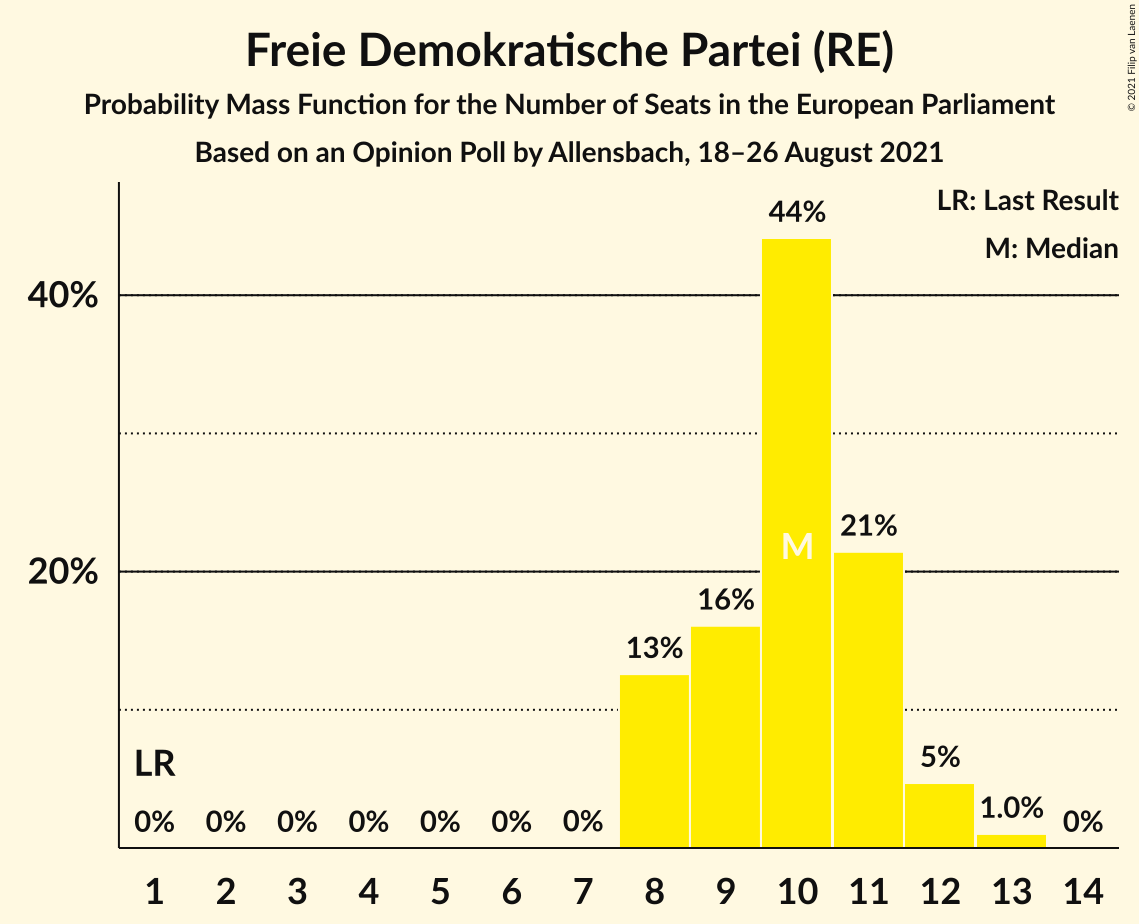 Freie Demokratische Partei (RE)
Probability Mass Function for the Number of Seats in the European Parliament
Based on an Opinion Poll by Allensbach, 18–26 August 2021
© 2021 Filip van Laenen
LR: Last Result
M: Median
44%
40%
M
21%
20%
16%
13%
LR
5%
1.0%
0% 0% 0% 0% 0% 0% 0% 0%
1 2 3 4 5 6 7 8 9 10 11 12 13 14